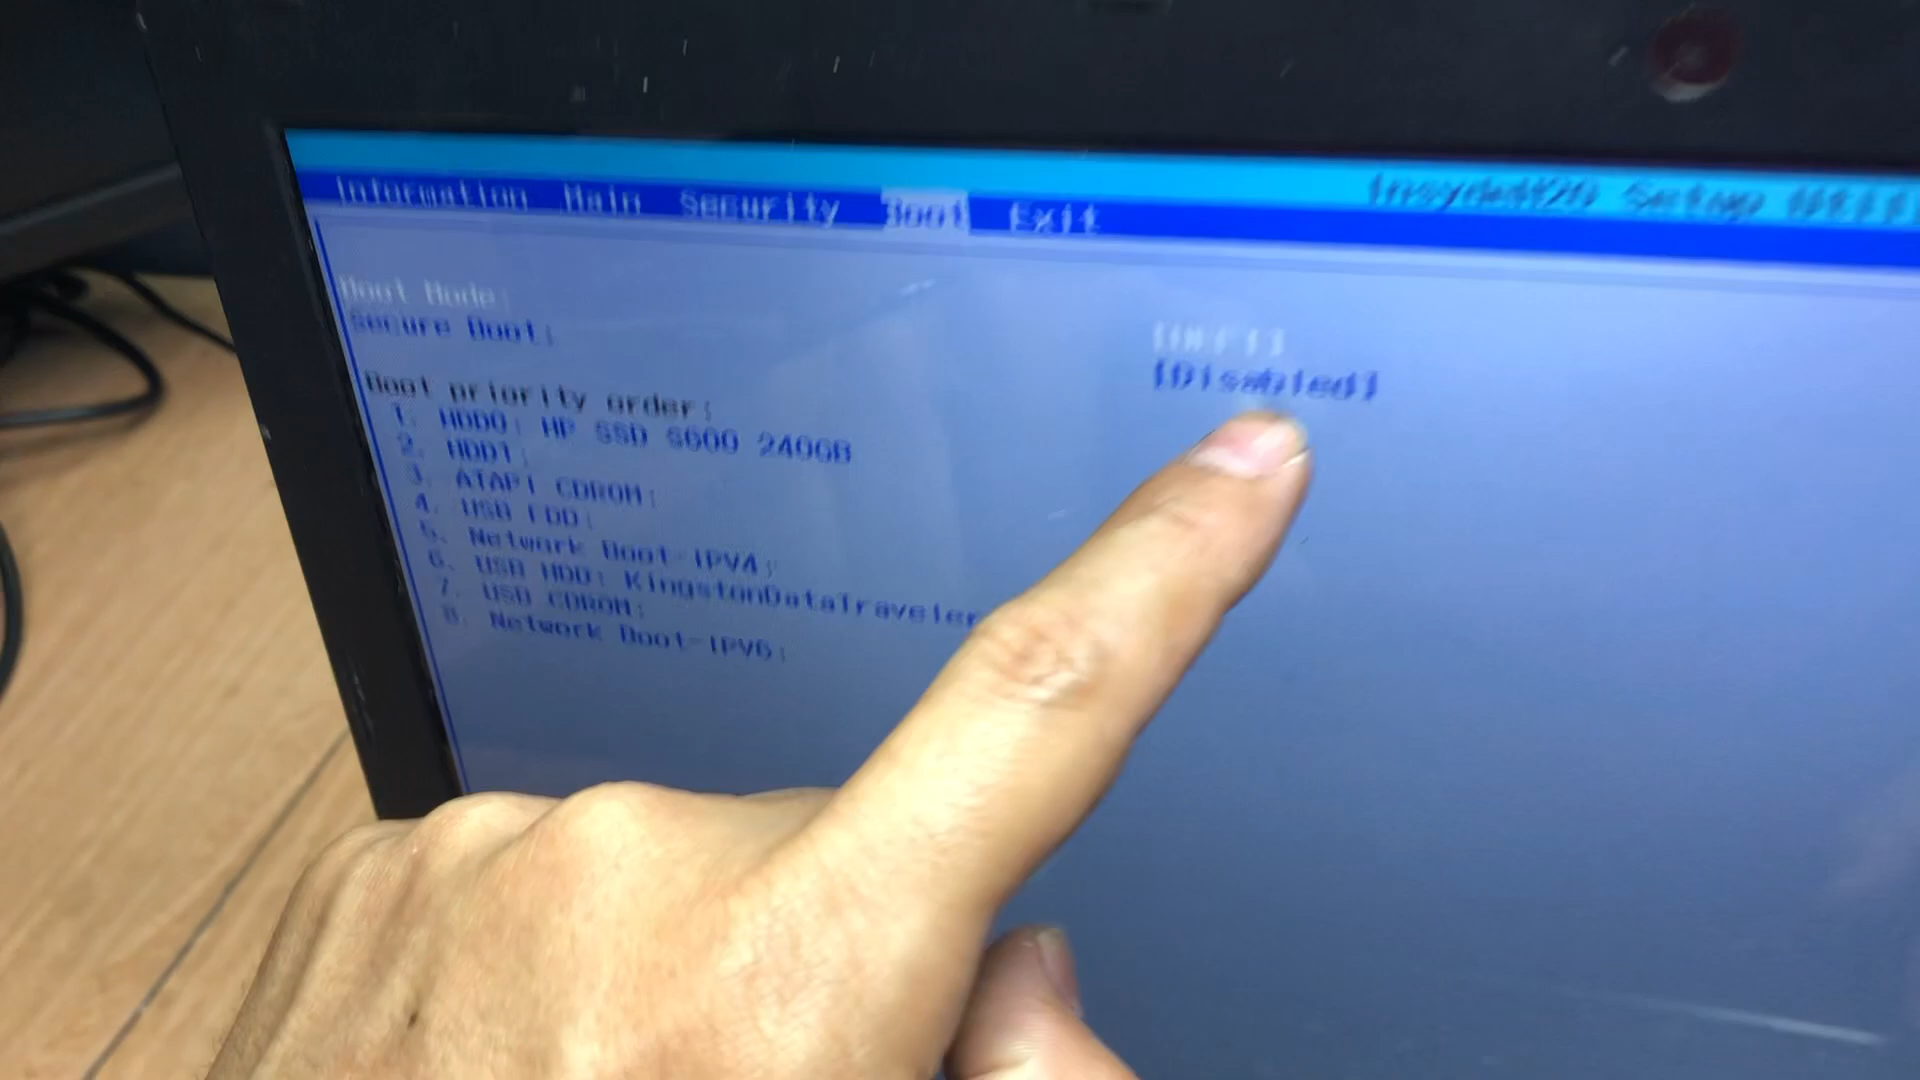 InsydeH2O Setup
Information Main Security Boot Exit
Boot Mode: [UEFI]
Secure Boot: [Disabled]
Boot priority order:
1. HDD0: HP SSD S600 240GB
2. HDD1:
3. ATAPI CDROM:
4. USB FDD:
5. Network Boot-IPV4:
6. USB HDD: KingstonDataTraveler
7. USB CDROM:
8. Network Boot-IPV6: